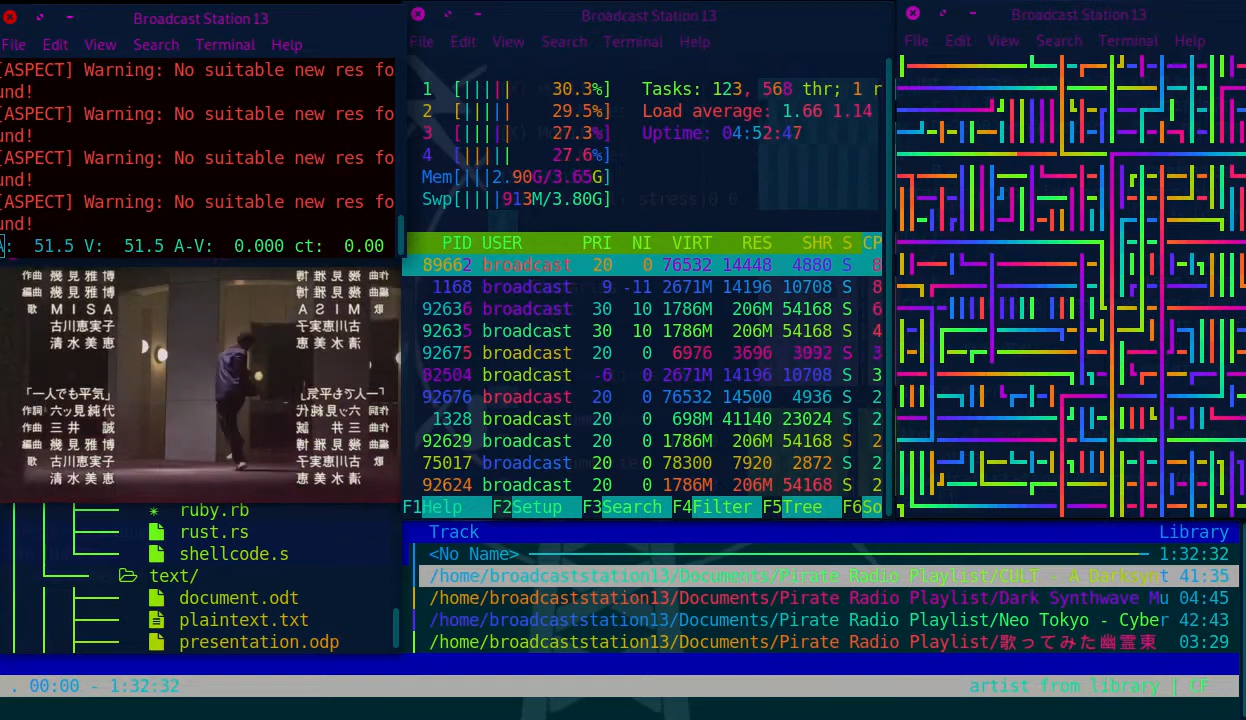 Broadcast Station 13
File Edit View Search Terminal Help
[ASPECT] Warning: No suitable new res fo
und!
[ASPECT] Warning: No suitable new res fo
und!
[ASPECT] Warning: No suitable new res fo
und!
[ASPECT] Warning: No suitable new res fo
und!
A: 51.5 V: 51.5 A-V: 0.000 ct: 0.00
作曲 幾見雅博
編曲 幾見雅博
歌 MISA
古川恵実子
清水美恵
「一人でも平気」
作詞 六ッ見純代
作曲 三井 誠
編曲 幾見雅博
歌 古川恵実子
清水美恵
ruby.rb
rust.rs
shellcode.s
text/
document.odt
plaintext.txt
presentation.odp
Broadcast Station 13
File Edit View Search Terminal Help
1 [||||| 30.3%] Tasks: 123, 568 thr; 1 r
2 [||||| 29.5%] Load average: 1.66 1.14
3 [||||| 27.3%] Uptime: 04:52:47
4 [||||| 27.6%]
Mem[|||2.90G/3.65G]
Swp[||||913M/3.80G]
PID USER PRI NI VIRT RES SHR S CP
89662 broadcast 20 0 76532 14448 4880 S 8
1168 broadcast 9 -11 2671M 14196 10708 S 8
92636 broadcast 30 10 1786M 206M 54168 S 6
92635 broadcast 30 10 1786M 206M 54168 S 4
92675 broadcast 20 0 6976 3696 3092 S 3
82504 broadcast -6 0 2671M 14196 10708 S 3
92676 broadcast 20 0 76532 14500 4936 S 2
1328 broadcast 20 0 698M 41140 23024 S 2
92629 broadcast 20 0 1786M 206M 54168 S 2
75017 broadcast 20 0 78300 7920 2872 S 2
92624 broadcast 20 0 1786M 206M 54168 S 2
F1Help F2Setup F3Search F4Filter F5Tree F6So
Broadcast Station 13
File Edit View Search Terminal Help
Track Library
<No Name> 1:32:32
/home/broadcaststation13/Documents/Pirate Radio Playlist/CULT - A Darksynt 41:35
/home/broadcaststation13/Documents/Pirate Radio Playlist/Dark Synthwave Mu 04:45
/home/broadcaststation13/Documents/Pirate Radio Playlist/Neo Tokyo - Cyber 42:43
/home/broadcaststation13/Documents/Pirate Radio Playlist/歌ってみた幽霊東 03:29
. 00:00 - 1:32:32 artist from library | CF